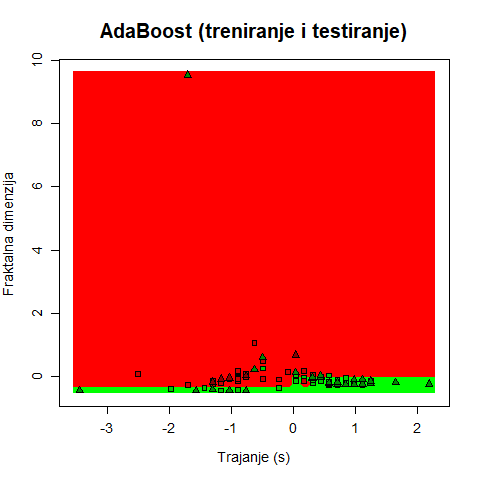 AdaBoost (treniranje i testiranje)
Fraktalna dimenzija
10
8
6
4
2
0
-3 -2 -1 0 1 2
Trajanje (s)